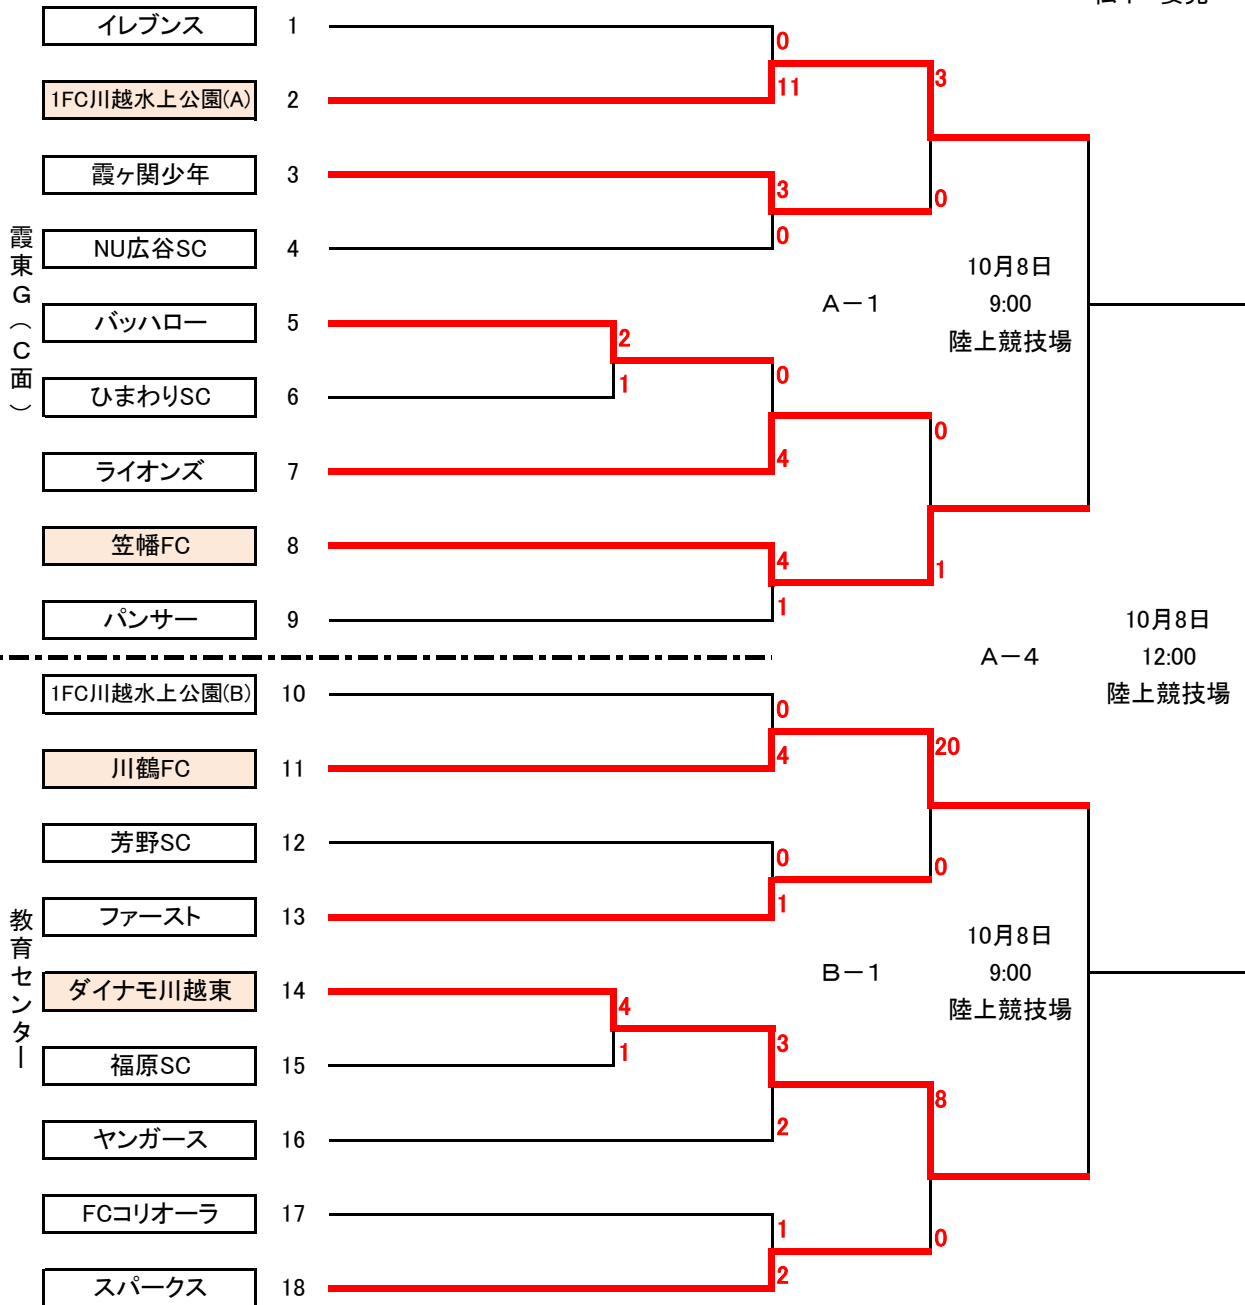 イレブンス 1
0
11
1FC川越水上公園(A) 2
3
霞ヶ関少年 3
3
0
0
NU広谷SC 4
霞東G(C面)
10月8日
A-1 9:00
陸上競技場
バッハロー 5
2
1
0
ひまわりSC 6
0
ライオンズ 7
4
笠幡FC 8
4
1
1
パンサー 9
10月8日
A-4 12:00
陸上競技場
1FC川越水上公園(B) 10
0
4
20
川鶴FC 11
芳野SC 12
0
1
0
ファースト 13
教育センター
10月8日
B-1 9:00
陸上競技場
ダイナモ川越東 14
4
1
3
福原SC 15
8
2
ヤンガース 16
FCコリオーラ 17
1
0
2
スパークス 18